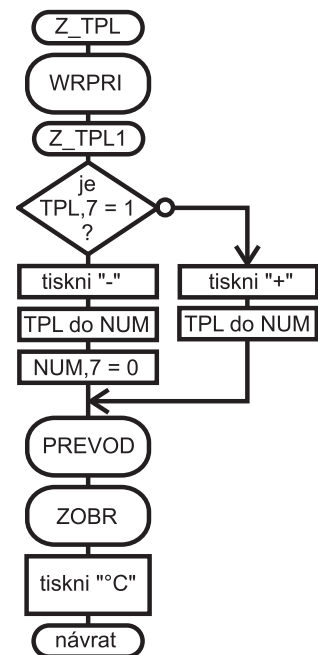 Z_TPL
WRPRI
Z_TPL1
je
TPL,7 = 1
?
tiskni "-"
TPL do NUM
NUM,7 = 0
tiskni "+"
TPL do NUM
PREVOD
ZOBR
tiskni "°C"
návrat